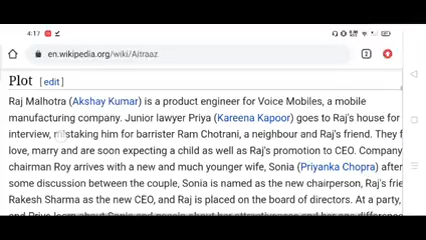 4:17
en.wikipedia.org/wiki/Aitraaz
2
Plot [edit]
Raj Malhotra (Akshay Kumar) is a product engineer for Voice Mobiles, a mobile
manufacturing company. Junior lawyer Priya (Kareena Kapoor) goes to Raj's house for
interview, mistaking him for barrister Ram Chotrani, a neighbour and Raj's friend. They f
love, marry and are soon expecting a child as well as Raj's promotion to CEO. Company
chairman Roy arrives with a new and much younger wife, Sonia (Priyanka Chopra) after
some discussion between the couple, Sonia is named as the new chairperson, Raj's frie
Rakesh Sharma as the new CEO, and Raj is placed on the board of directors. At a party,